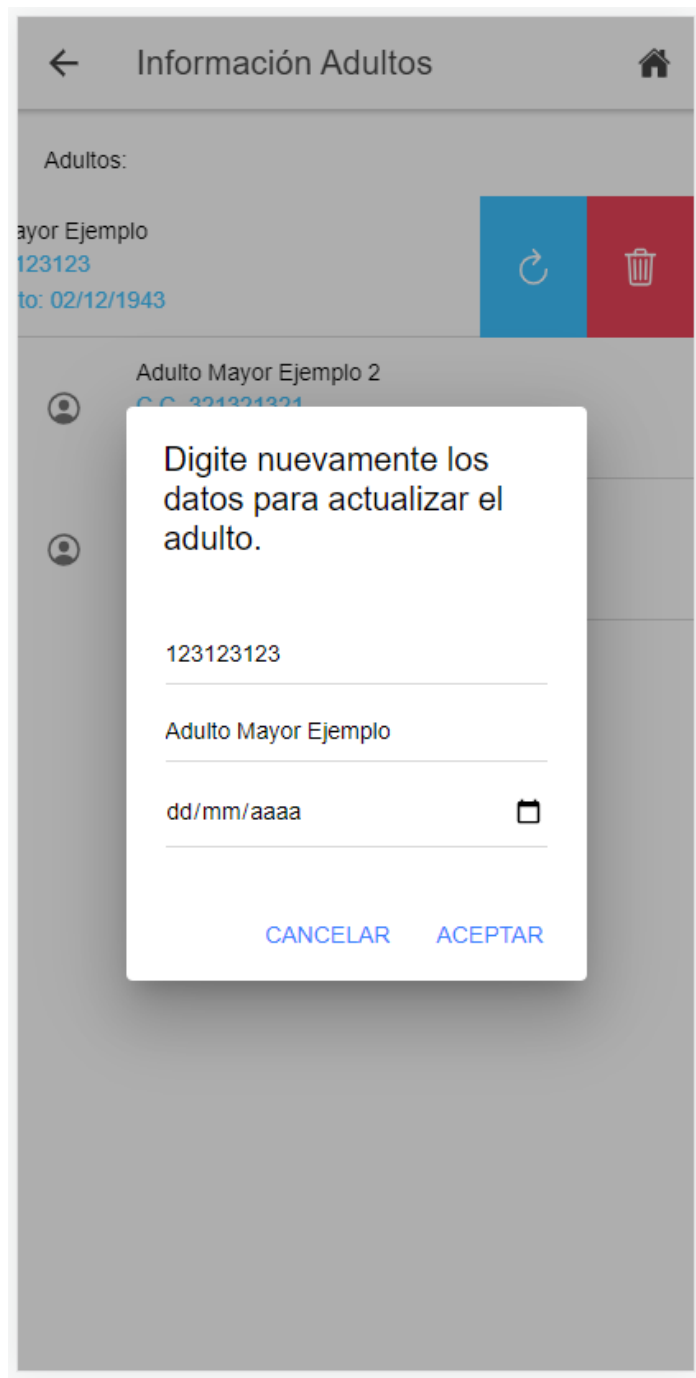 Información Adultos
Adultos:
ayor Ejemplo
123123
to: 02/12/1943
Adulto Mayor Ejemplo 2
C.C. 321321321
Digite nuevamente los
datos para actualizar el
adulto.
123123123
Adulto Mayor Ejemplo
dd/mm/aaaa
CANCELAR ACEPTAR